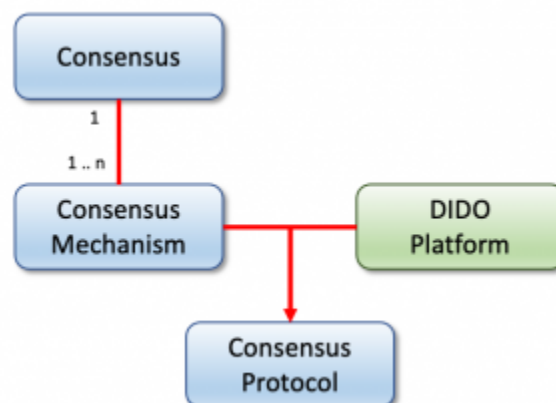 Consensus
1
1 .. n
Consensus
Mechanism
DIDO
Platform
Consensus
Protocol